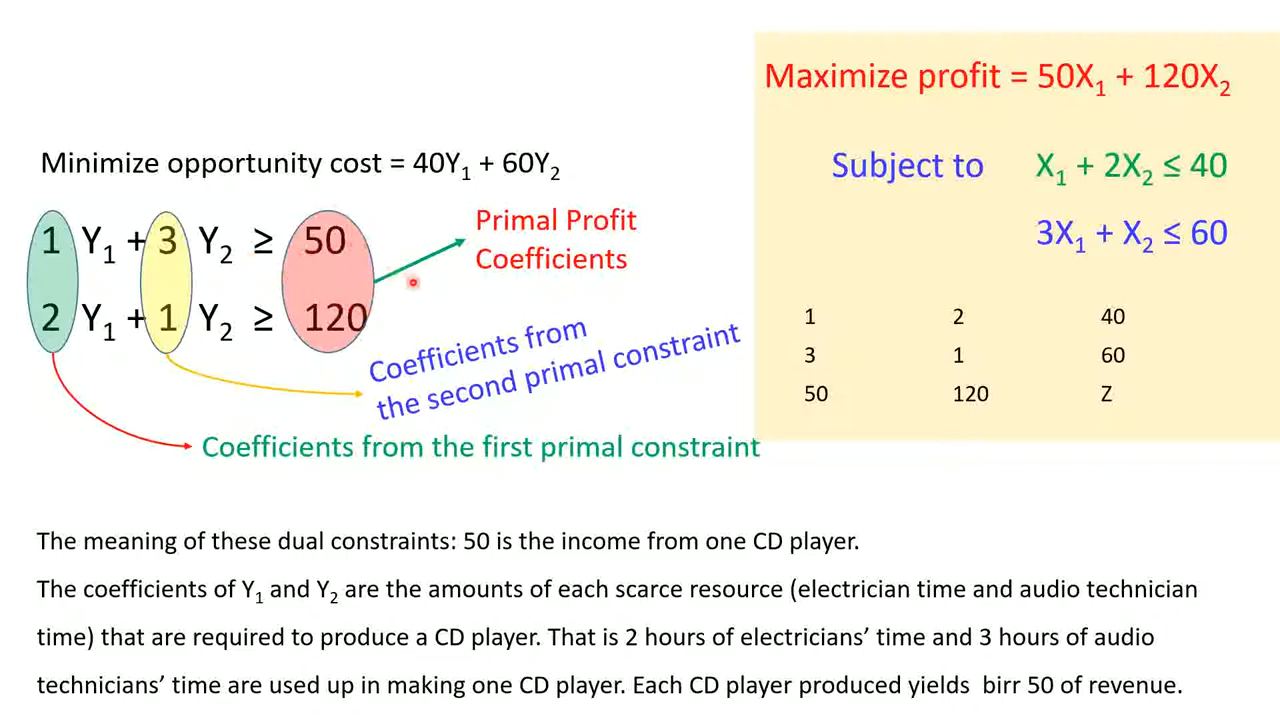 Maximize profit = 50X₁ + 120X₂
Subject to X₁ + 2X₂ ≤ 40
3X₁ + X₂ ≤ 60
1 2 40
3 1 60
50 120 Z
Minimize opportunity cost = 40Y₁ + 60Y₂
1 Y₁ + 3 Y₂ ≥ 50
2 Y₁ + 1 Y₂ ≥ 120
Primal Profit
Coefficients
Coefficients from
the second primal constraint
Coefficients from the first primal constraint
The meaning of these dual constraints: 50 is the income from one CD player.
The coefficients of Y₁ and Y₂ are the amounts of each scarce resource (electrician time and audio technician
time) that are required to produce a CD player. That is 2 hours of electricians’ time and 3 hours of audio
technicians’ time are used up in making one CD player. Each CD player produced yields birr 50 of revenue.